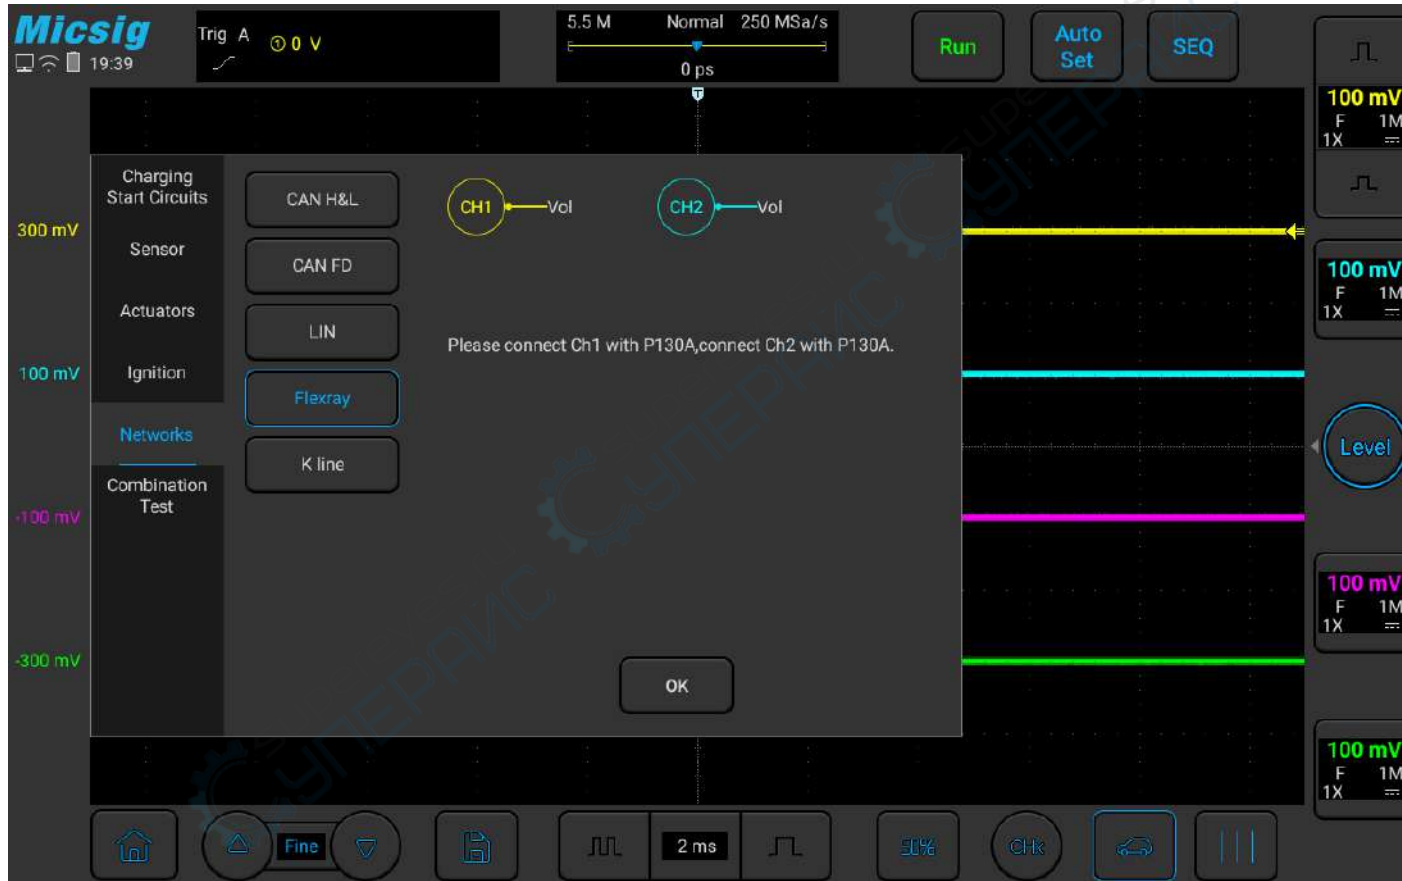 Micsig
19:39
Trig A ① 0 V
5.5 M Normal 250 MSa/s
0 ps
Run
Auto
Set
SEQ
T
100 mV
F 1M
1X
300 mV
100 mV
-100 mV
-300 mV
Charging
Start Circuits
Sensor
Actuators
Ignition
Networks
Combination
Test
CAN H&L
CAN FD
LIN
Flexray
K line
CH1 Vol
CH2 Vol
Please connect Ch1 with P130A,connect Ch2 with P130A.
OK
100 mV
F 1M
1X
Level
100 mV
F 1M
1X
100 mV
F 1M
1X
Fine
2 ms
50%
CHx
СУПЕРАЙС
СУПЕРАЙС